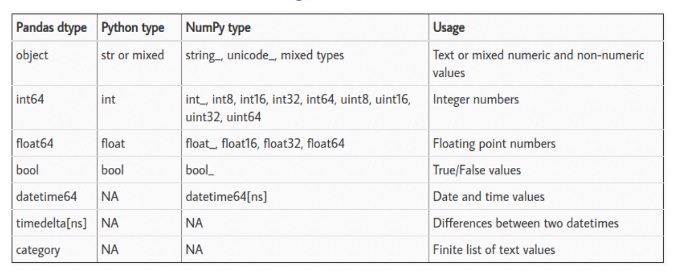 Pandas dtype Python type NumPy type Usage
object str or mixed string_, unicode_, mixed types Text or mixed numeric and non-numeric
values
int64 int int_, int8, int16, int32, int64, uint8, uint16, Integer numbers
uint32, uint64
float64 float float_, float16, float32, float64 Floating point numbers
bool bool bool_ True/False values
datetime64 NA datetime64[ns] Date and time values
timedelta[ns] NA NA Differences between two datetimes
category NA NA Finite list of text values